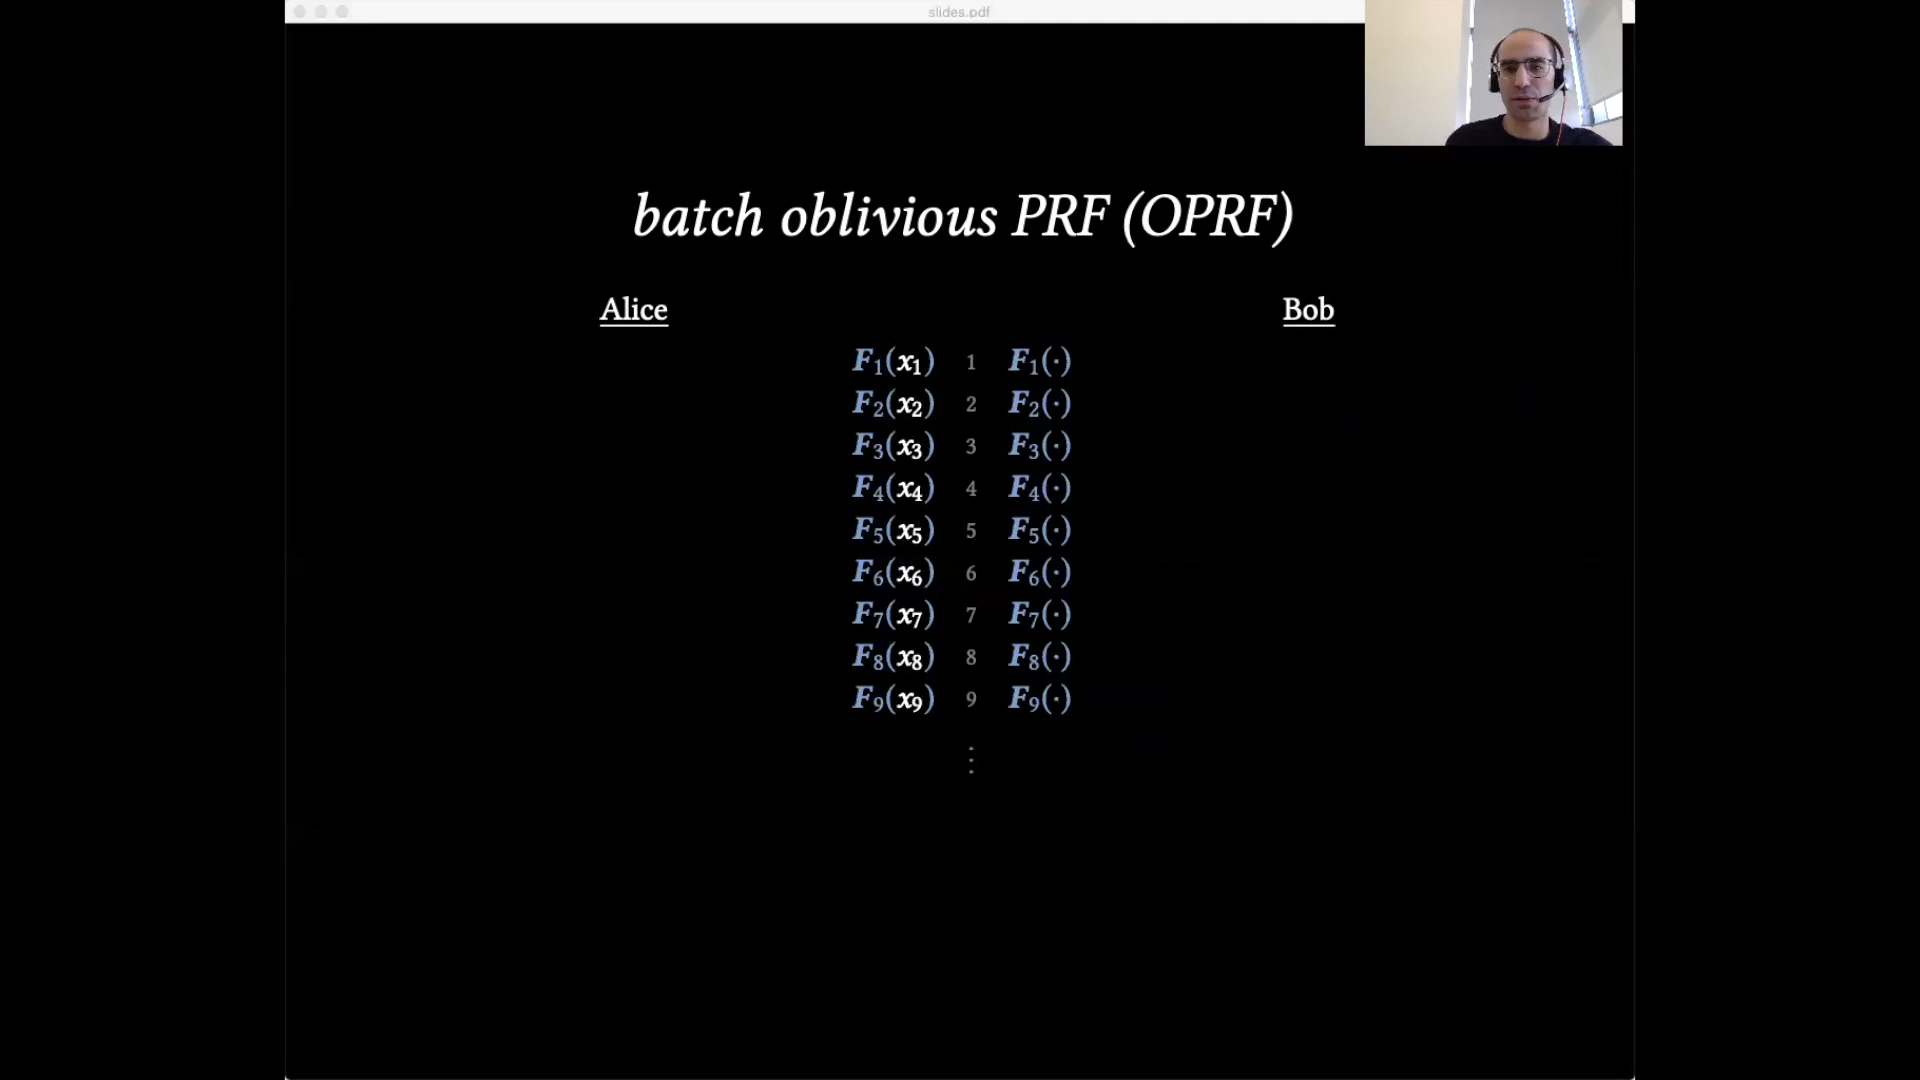 slides.pdf
batch oblivious PRF (OPRF)
Alice Bob
F₁(x₁) 1 F₁(·)
F₂(x₂) 2 F₂(·)
F₃(x₃) 3 F₃(·)
F₄(x₄) 4 F₄(·)
F₅(x₅) 5 F₅(·)
F₆(x₆) 6 F₆(·)
F₇(x₇) 7 F₇(·)
F₈(x₈) 8 F₈(·)
F₉(x₉) 9 F₉(·)
⋮